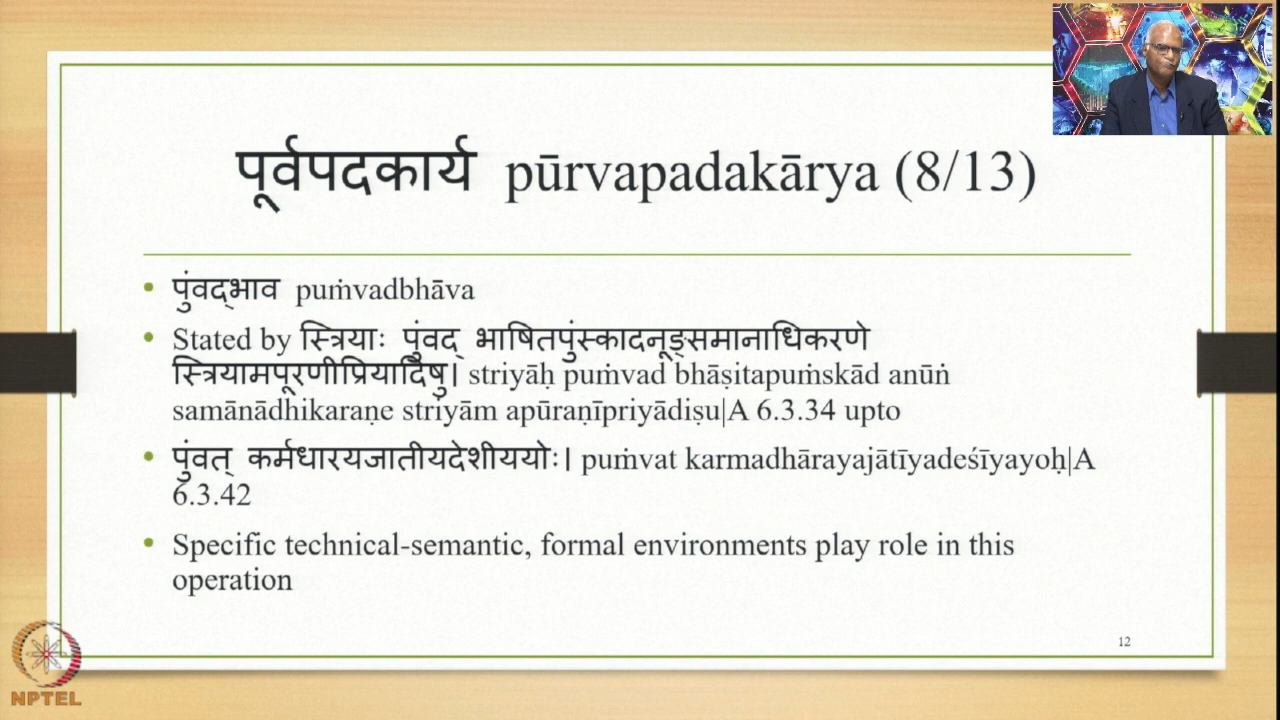 पूर्वपदकार्य pūrvapadakārya (8/13)
• पुंवद्‌भाव puṁvadbhāva
• Stated by स्त्रियाः पुंवद् भाषितपुंस्कादनूङ्समानाधिकरणे
स्त्रियामपूरणीप्रियादिषु। striyāḥ puṁvad bhāṣitapuṁskād anūṅ
samānādhikaraṇe striyām apūraṇīpriyādiṣu|A 6.3.34 upto
• पुंवत् कर्मधारयजातीयदेशीययोः। puṁvat karmadhārayajātīyadeśīyayoḥ|A
6.3.42
• Specific technical-semantic, formal environments play role in this
operation
12
NPTEL